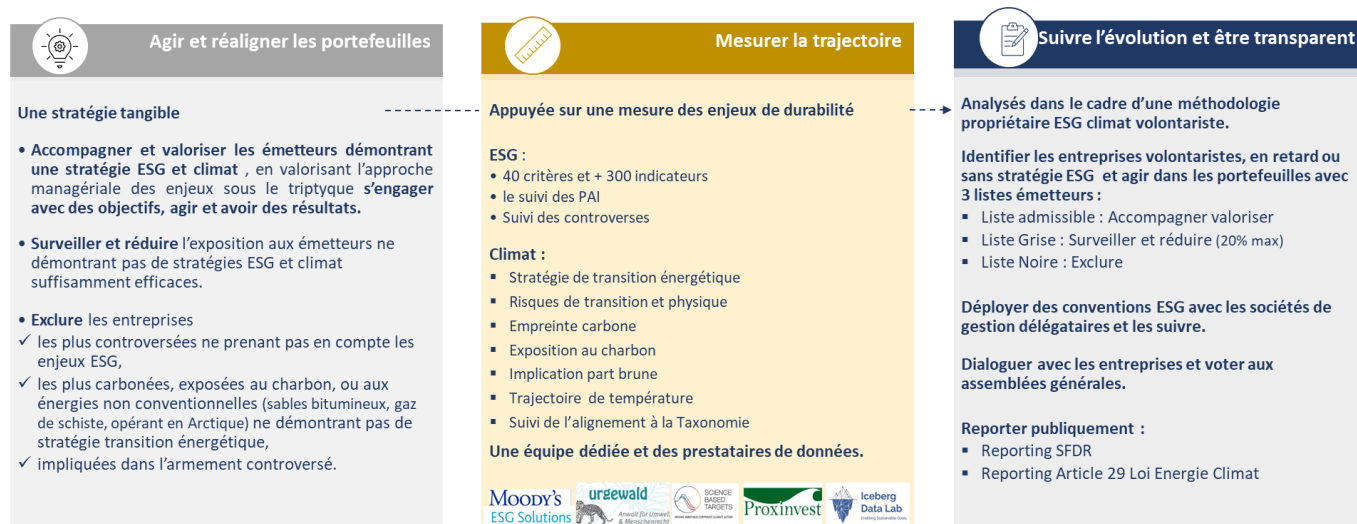 Agir et réaligner les portefeuilles
Une stratégie tangible
• Accompagner et valoriser les émetteurs démontrant
une stratégie ESG et climat , en valorisant l'approche
managériale des enjeux sous le triptyque s'engager
avec des objectifs, agir et avoir des résultats.
• Surveiller et réduire l'exposition aux émetteurs ne
démontrant pas de stratégies ESG et climat
suffisamment efficaces.
• Exclure les entreprises
✓ les plus controversées ne prenant pas en compte les
enjeux ESG,
✓ les plus carbonées, exposées au charbon, ou aux
énergies non conventionnelles (sables bitumineux, gaz
de schiste, opérant en Arctique) ne démontrant pas de
stratégie transition énergétique,
✓ impliquées dans l'armement controversé.
Mesurer la trajectoire
Appuyée sur une mesure des enjeux de durabilité
ESG :
• 40 critères et + 300 indicateurs
• le suivi des PAI
• Suivi des controverses
Climat :
▪ Stratégie de transition énergétique
▪ Risques de transition et physique
▪ Empreinte carbone
▪ Exposition au charbon
▪ Implication part brune
▪ Trajectoire de température
▪ Suivi de l'alignement à la Taxonomie
Une équipe dédiée et des prestataires de données.
MOODY'S
ESG Solutions
urgewald
Anwalt für Umwelt
& Menschenrecht
SCIENCE
BASED
TARGETS
Proxinvest
Iceberg
Data Lab
Suivre l'évolution et être transparent
Analysés dans le cadre d'une méthodologie
propriétaire ESG climat volontariste.
Identifier les entreprises volontaristes, en retard ou
sans stratégie ESG et agir dans les portefeuilles avec
3 listes émetteurs :
▪ Liste admissible : Accompagner valoriser
▪ Liste Grise : Surveiller et réduire (20% max)
▪ Liste Noire : Exclure
Déployer des conventions ESG avec les sociétés de
gestion délégataires et les suivre.
Dialoguer avec les entreprises et voter aux
assemblées générales.
Reporter publiquement :
▪ Reporting SFDR
▪ Reporting Article 29 Loi Energie Climat